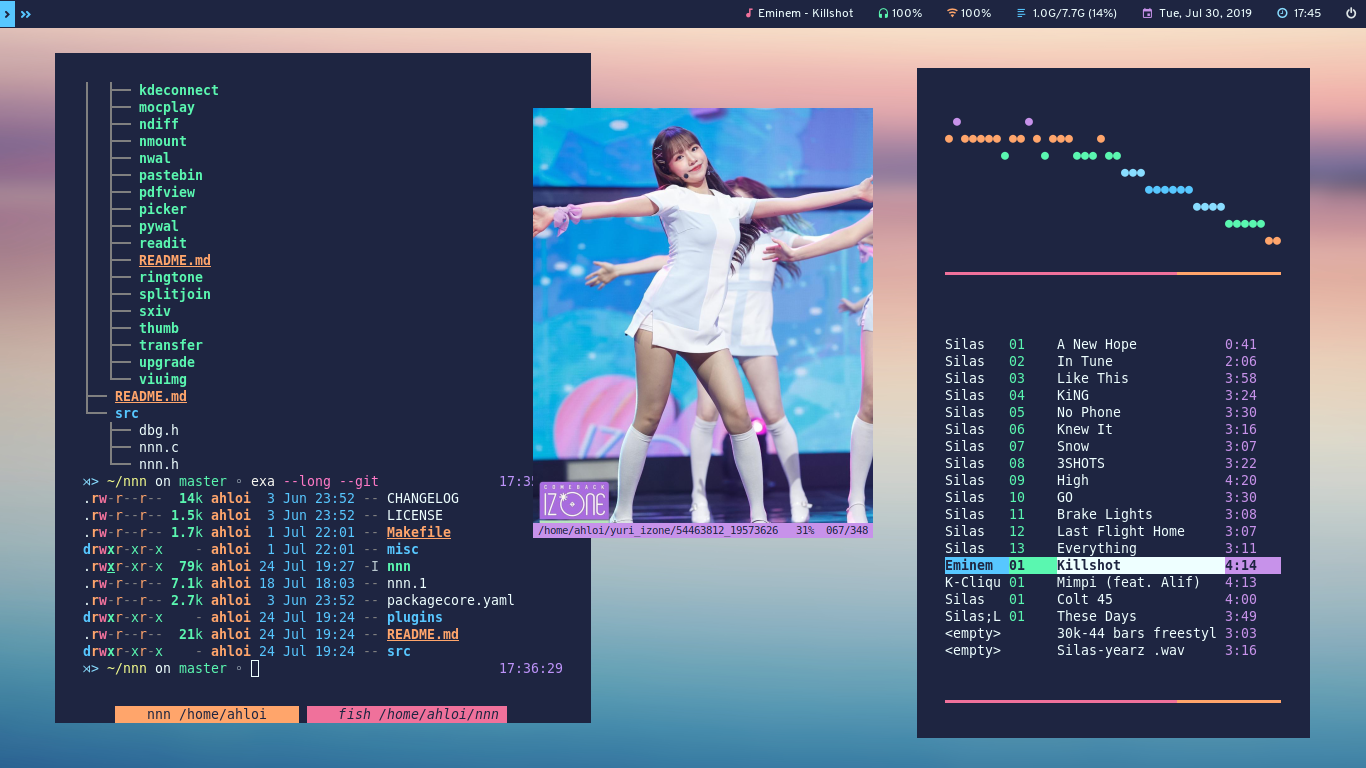 Eminem - Killshot 100% 100% 1.0G/7.7G (14%) Tue, Jul 30, 2019 17:45
kdeconnect
mocplay
ndiff
nmount
nwal
pastebin
pdfview
picker
pywal
readit
README.md
ringtone
splitjoin
sxiv
thumb
transfer
upgrade
viuimg
README.md
src
dbg.h
nnn.c
nnn.h
⋊> ~/nnn on master ◦ exa --long --git
.rw-r--r-- 14k ahloi 3 Jun 23:52 -- CHANGELOG
.rw-r--r-- 1.5k ahloi 3 Jun 23:52 -- LICENSE
.rw-r--r-- 1.7k ahloi 1 Jul 22:01 -- Makefile
drwxr-xr-x - ahloi 1 Jul 22:01 -- misc
.rwxr-xr-x 79k ahloi 24 Jul 19:27 -I nnn
.rw-r--r-- 7.1k ahloi 18 Jul 18:03 -- nnn.1
.rw-r--r-- 2.7k ahloi 3 Jun 23:52 -- packagecore.yaml
drwxr-xr-x - ahloi 24 Jul 19:24 -- plugins
.rw-r--r-- 21k ahloi 24 Jul 19:24 -- README.md
drwxr-xr-x - ahloi 24 Jul 19:24 -- src
⋊> ~/nnn on master ◦ 17:36:29
nnn /home/ahloi fish /home/ahloi/nnn
COMEBACK
IZ*ONE
/home/ahloi/yuri_izone/54463812_19573626 31% 067/348
Silas 01 A New Hope 0:41
Silas 02 In Tune 2:06
Silas 03 Like This 3:58
Silas 04 KiNG 3:24
Silas 05 No Phone 3:30
Silas 06 Knew It 3:16
Silas 07 Snow 3:07
Silas 08 3SHOTS 3:22
Silas 09 High 4:20
Silas 10 GO 3:30
Silas 11 Brake Lights 3:08
Silas 12 Last Flight Home 3:07
Silas 13 Everything 3:11
Eminem 01 Killshot 4:14
K-Cliqu 01 Mimpi (feat. Alif) 4:13
Silas 01 Colt 45 4:00
Silas;L 01 These Days 3:49
<empty> 30k-44 bars freestyl 3:03
<empty> Silas-yearz .wav 3:16